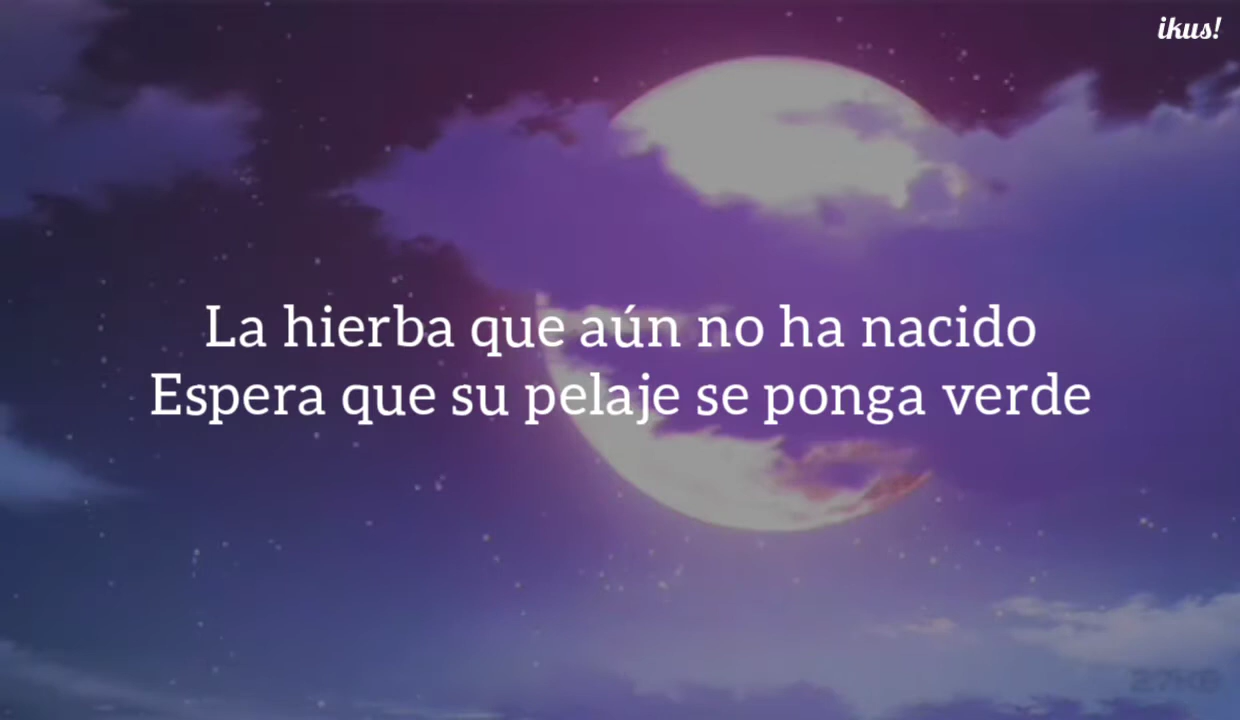 ikus!
La hierba que aún no ha nacido
Espera que su pelaje se ponga verde